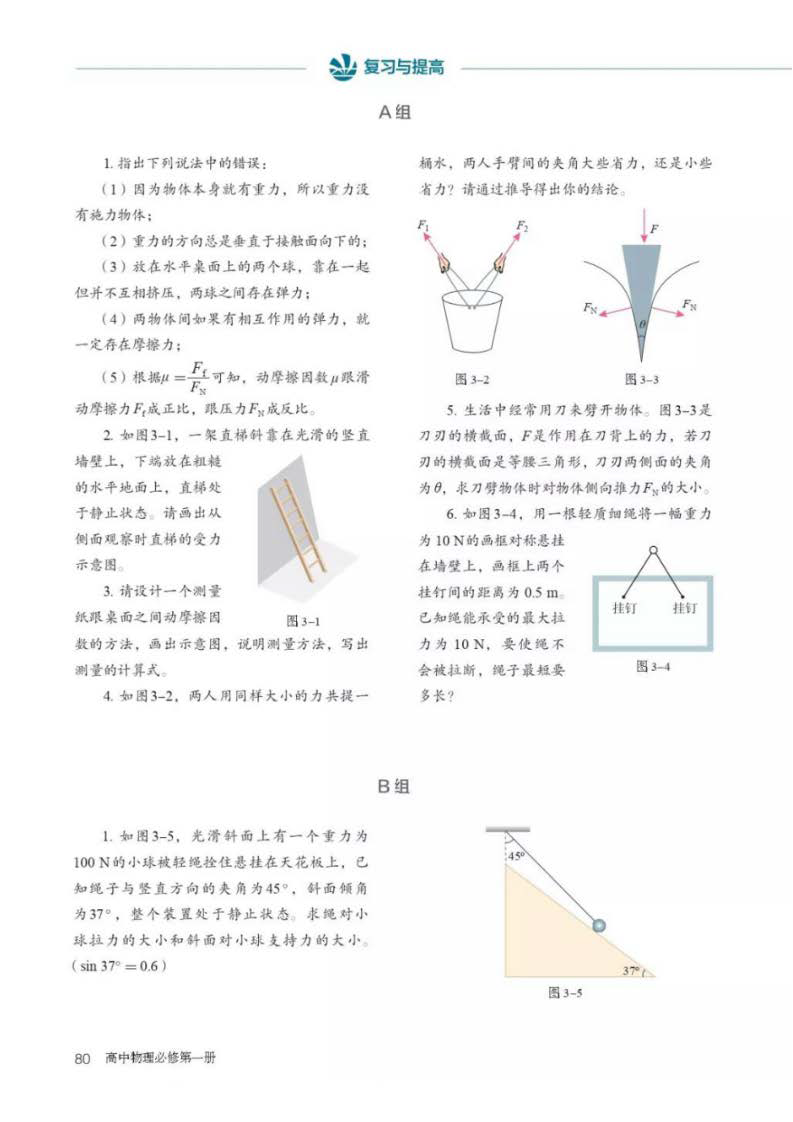 复习与提高
A组
1. 指出下列说法中的错误：
（1）因为物体本身就有重力，所以重力没
有施力物体；
（2）重力的方向总是垂直于接触面向下的；
（3）放在水平桌面上的两个球，靠在一起
但并不互相挤压，两球之间存在弹力；
（4）两物体间如果有相互作用的弹力，就
一定存在摩擦力；
（5）根据μ = Ff/FN 可知，动摩擦因数μ跟滑
动摩擦力Ff成正比，跟压力FN成反比。
2. 如图3-1，一架直梯斜靠在光滑的竖直
墙壁上，下端放在粗糙
的水平地面上，直梯处
于静止状态。请画出从
侧面观察时直梯的受力
示意图。
图 3-1
3. 请设计一个测量
纸跟桌面之间动摩擦因
数的方法，画出示意图，说明测量方法，写出
测量的计算式。
4. 如图3-2，两人用同样大小的力共提一
桶水，两人手臂间的夹角大些省力，还是小些
省力？请通过推导得出你的结论。
F1
F2
图 3-2
F
FN
FN
θ
图 3-3
5. 生活中经常用刀来劈开物体。图3-3是
刀刃的横截面，F是作用在刀背上的力，若刀
刃的横截面是等腰三角形，刀刃两侧面的夹角
为θ，求刀劈物体时对物体侧向推力FN的大小。
6. 如图3-4，用一根轻质细绳将一幅重力
为 10 N的画框对称悬挂
在墙壁上，画框上两个
挂钉间的距离为 0.5 m。
已知绳能承受的最大拉
力为 10 N，要使绳不
会被拉断，绳子最短要
多长？
挂钉
挂钉
图 3-4
B组
1. 如图3-5，光滑斜面上有一个重力为
100 N的小球被轻绳拴住悬挂在天花板上，已
知绳子与竖直方向的夹角为45°，斜面倾角
为37°，整个装置处于静止状态。求绳对小
球拉力的大小和斜面对小球支持力的大小。
（sin 37° = 0.6）
45°
37°
图 3-5
80 高中物理必修第一册